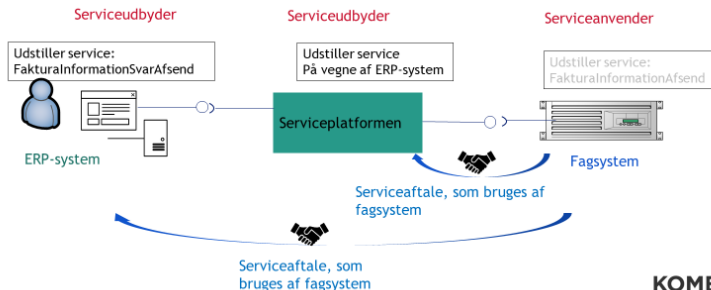 Serviceudbyder
Serviceudbyder
Serviceanvender
Udstiller service:
FakturaInformationSvarAfsend
Udstiller service
På vegne af ERP-system
Udstiller service:
FakturaInformationAfsend
Serviceplatformen
ERP-system
Fagsystem
Serviceaftale, som bruges af
fagsystem
Serviceaftale, som
bruges af fagsystem